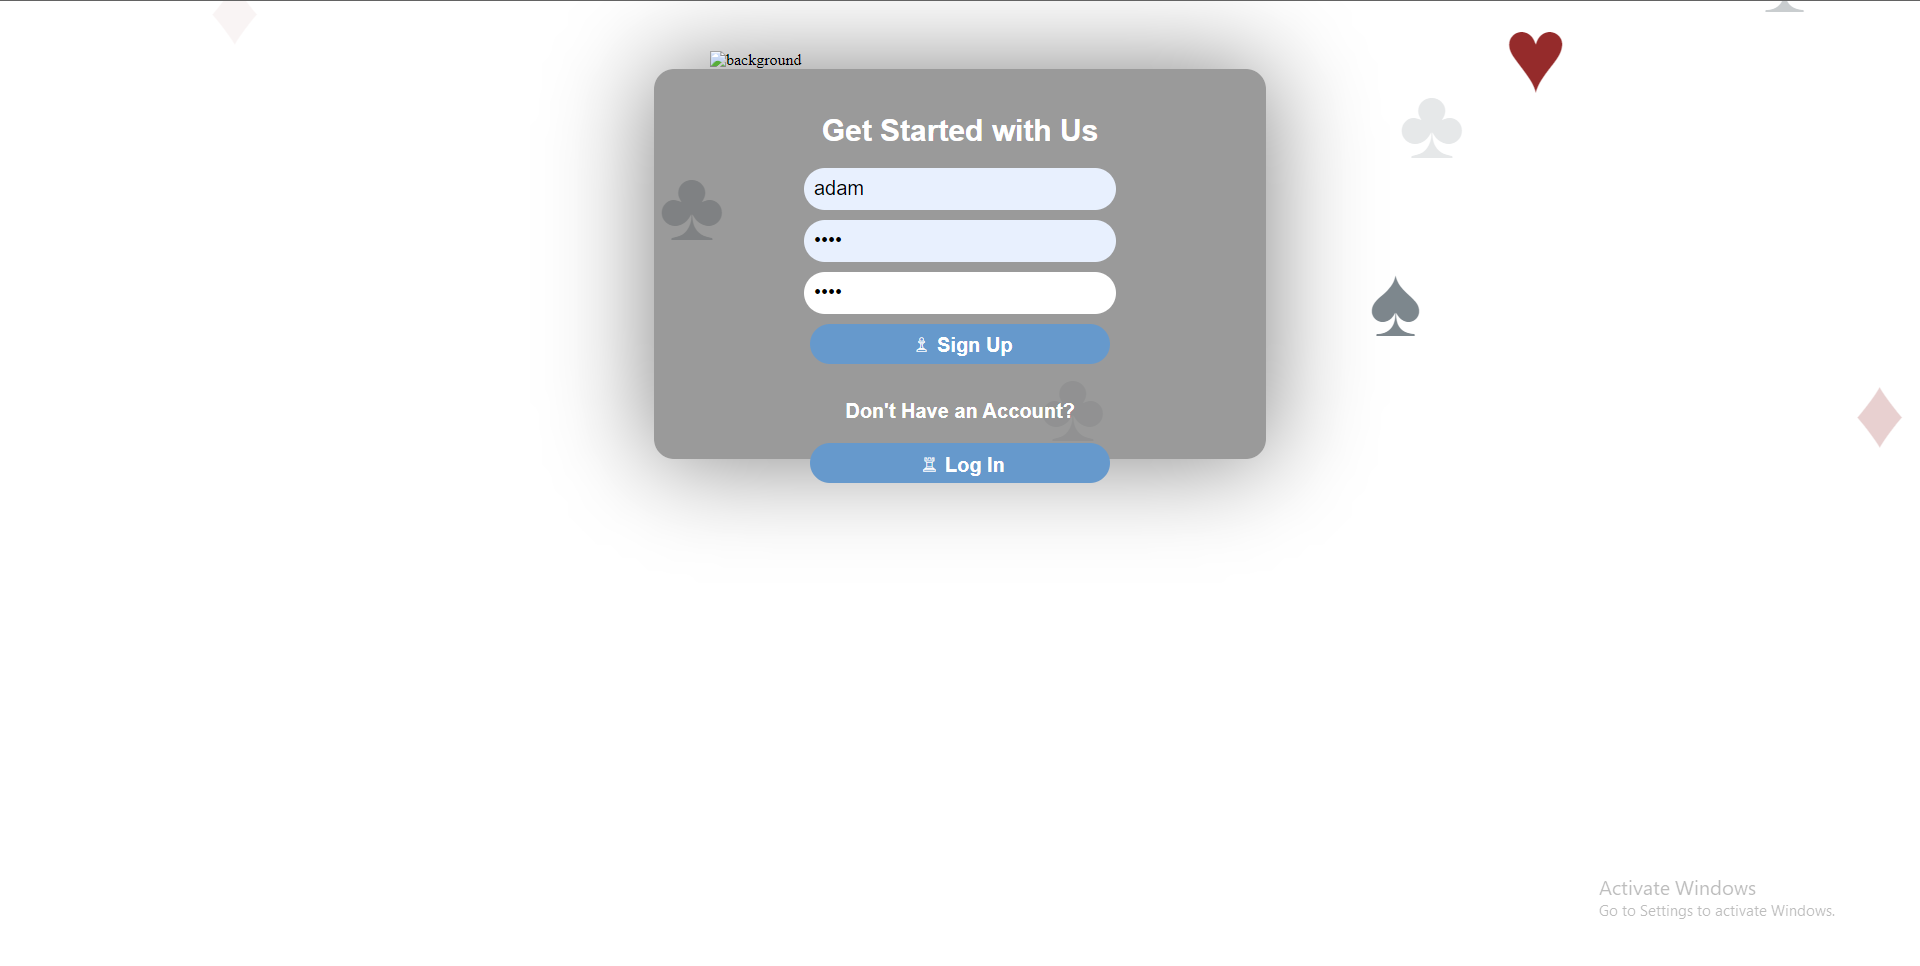 background
Get Started with Us
adam
••••
••••
♗ Sign Up
Don't Have an Account?
♖ Log In
Activate Windows
Go to Settings to activate Windows.